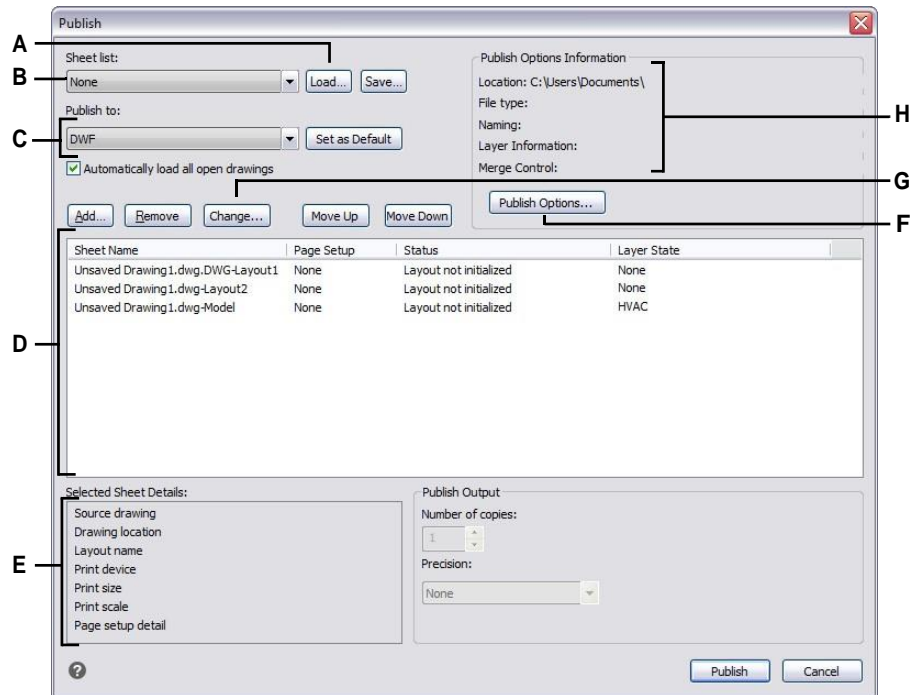 Publish
A
Sheet list:
B
None
Load...
Save...
Publish to:
C
DWF
Set as Default
Automatically load all open drawings
Publish Options Information
Location: C:\Users\Documents\
File type:
Naming:
Layer Information:
Merge Control:
H
G
Publish Options...
F
Add...
Remove
Change...
Move Up
Move Down
Sheet Name Page Setup Status Layer State
Unsaved Drawing1.dwg.DWG-Layout1 None Layout not initialized None
Unsaved Drawing1.dwg-Layout2 None Layout not initialized None
Unsaved Drawing1.dwg-Model None Layout not initialized HVAC
D
Selected Sheet Details:
Source drawing
Drawing location
Layout name
E
Print device
Print size
Print scale
Page setup detail
Publish Output
Number of copies:
1
Precision:
None
?
Publish
Cancel